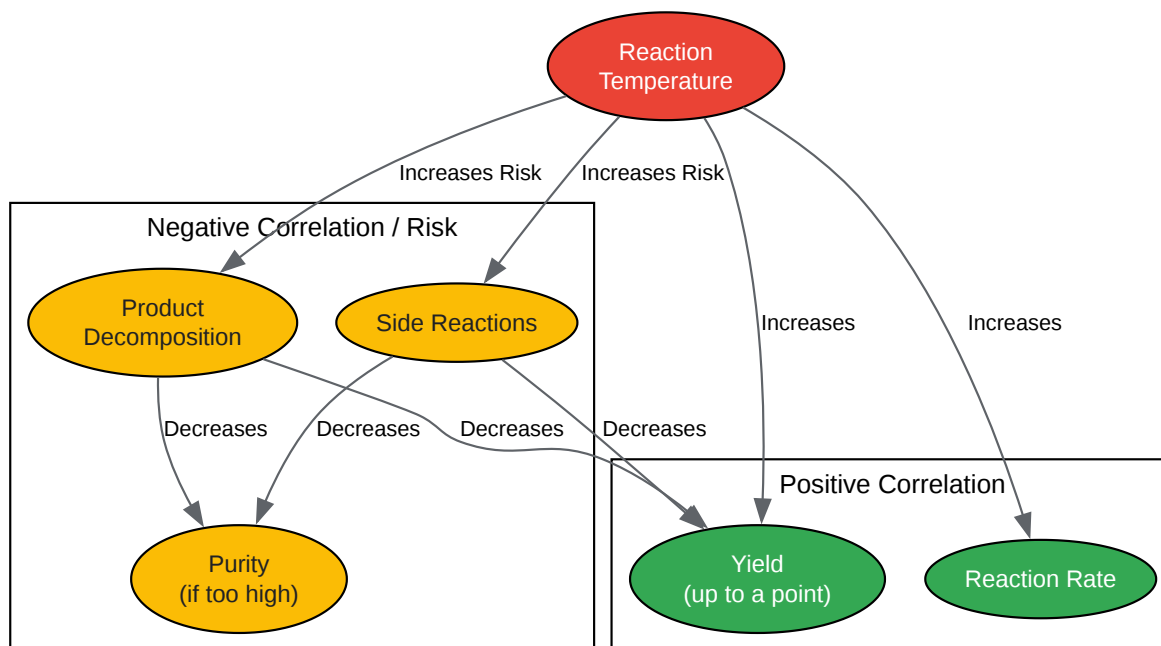 Reaction
Temperature
Increases Risk
Increases Risk
Negative Correlation / Risk
Product
Decomposition
Side Reactions
Increases
Increases
Decreases
Decreases
Decreases
Decreases
Positive Correlation
Purity
(if too high)
Yield
(up to a point)
Reaction Rate